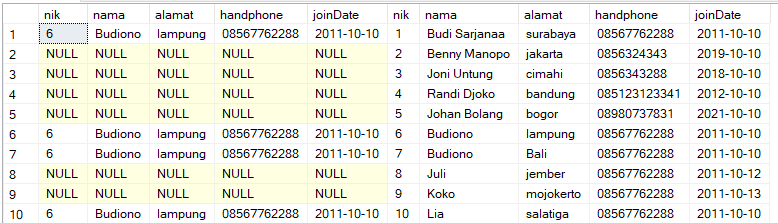 nik nama alamat handphone joinDate nik nama alamat handphone joinDate
1 6 Budiono lampung 08567762288 2011-10-10 1 Budi Sarjanaa surabaya 08567762288 2011-10-10
2 NULL NULL NULL NULL NULL 2 Benny Manopo jakarta 0856324343 2019-10-10
3 NULL NULL NULL NULL NULL 3 Joni Untung cimahi 0856343288 2018-10-10
4 NULL NULL NULL NULL NULL 4 Randi Djoko bandung 085123123341 2012-10-10
5 NULL NULL NULL NULL NULL 5 Johan Bolang bogor 08980737831 2021-10-10
6 6 Budiono lampung 08567762288 2011-10-10 6 Budiono lampung 08567762288 2011-10-10
7 6 Budiono lampung 08567762288 2011-10-10 7 Budiono Bali 08567762288 2011-10-10
8 NULL NULL NULL NULL NULL 8 Juli jember 08567762288 2011-10-12
9 NULL NULL NULL NULL NULL 9 Koko mojokerto 08567762288 2011-10-13
10 6 Budiono lampung 08567762288 2011-10-10 10 Lia salatiga 08567762288 2011-10-10